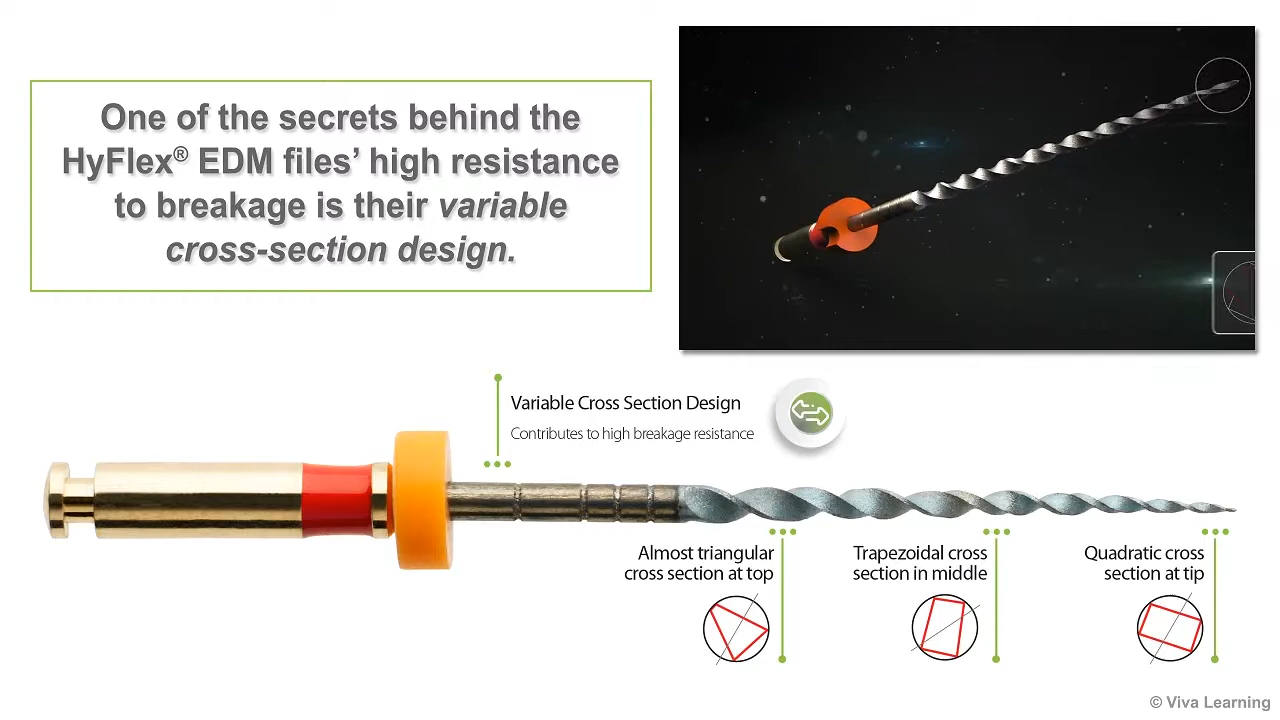 One of the secrets behind the
HyFlex® EDM files’ high resistance
to breakage is their variable
cross-section design.
Variable Cross Section Design
Contributes to high breakage resistance
Almost triangular
cross section at top
Trapezoidal cross
section in middle
Quadratic cross
section at tip
© Viva Learning